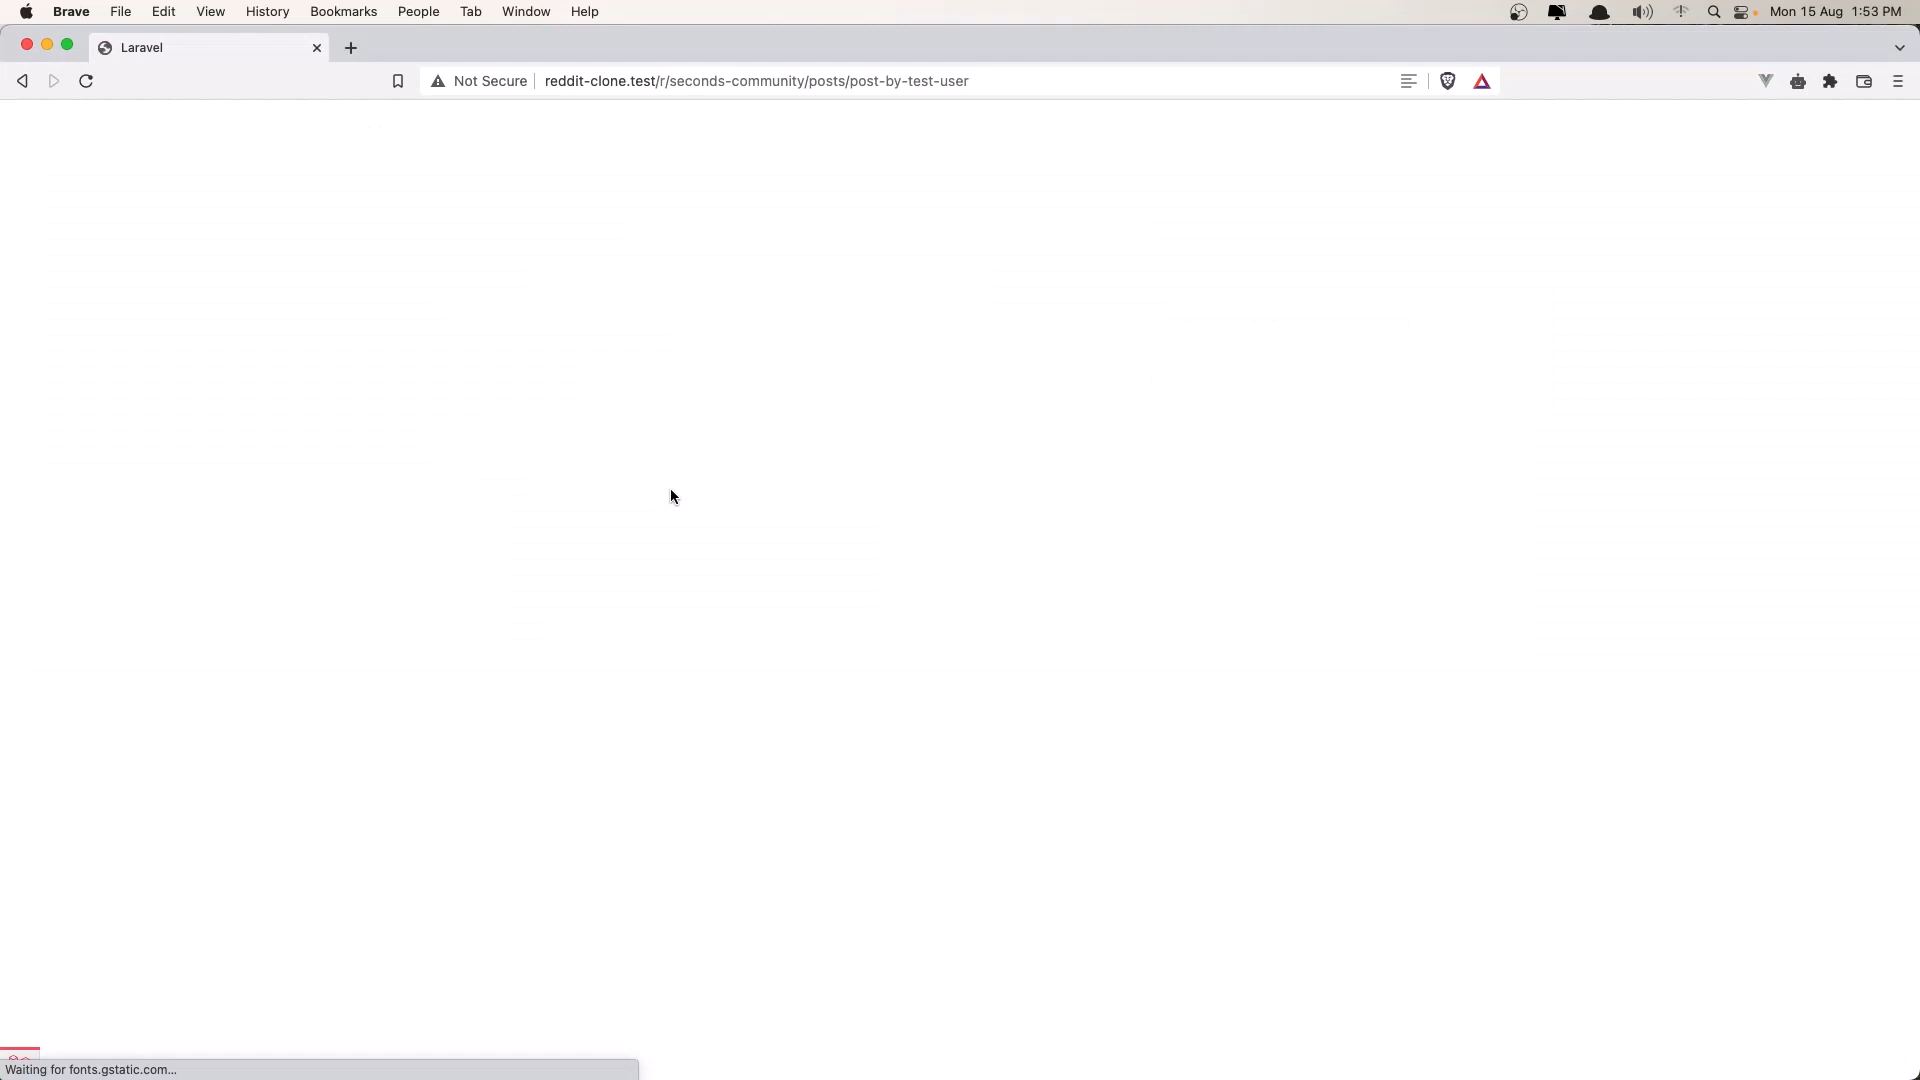 Brave File Edit View History Bookmarks People Tab Window Help Mon 15 Aug 1:53 PM
Laravel
Not Secure reddit-clone.test/r/seconds-community/posts/post-by-test-user
Waiting for fonts.gstatic.com...